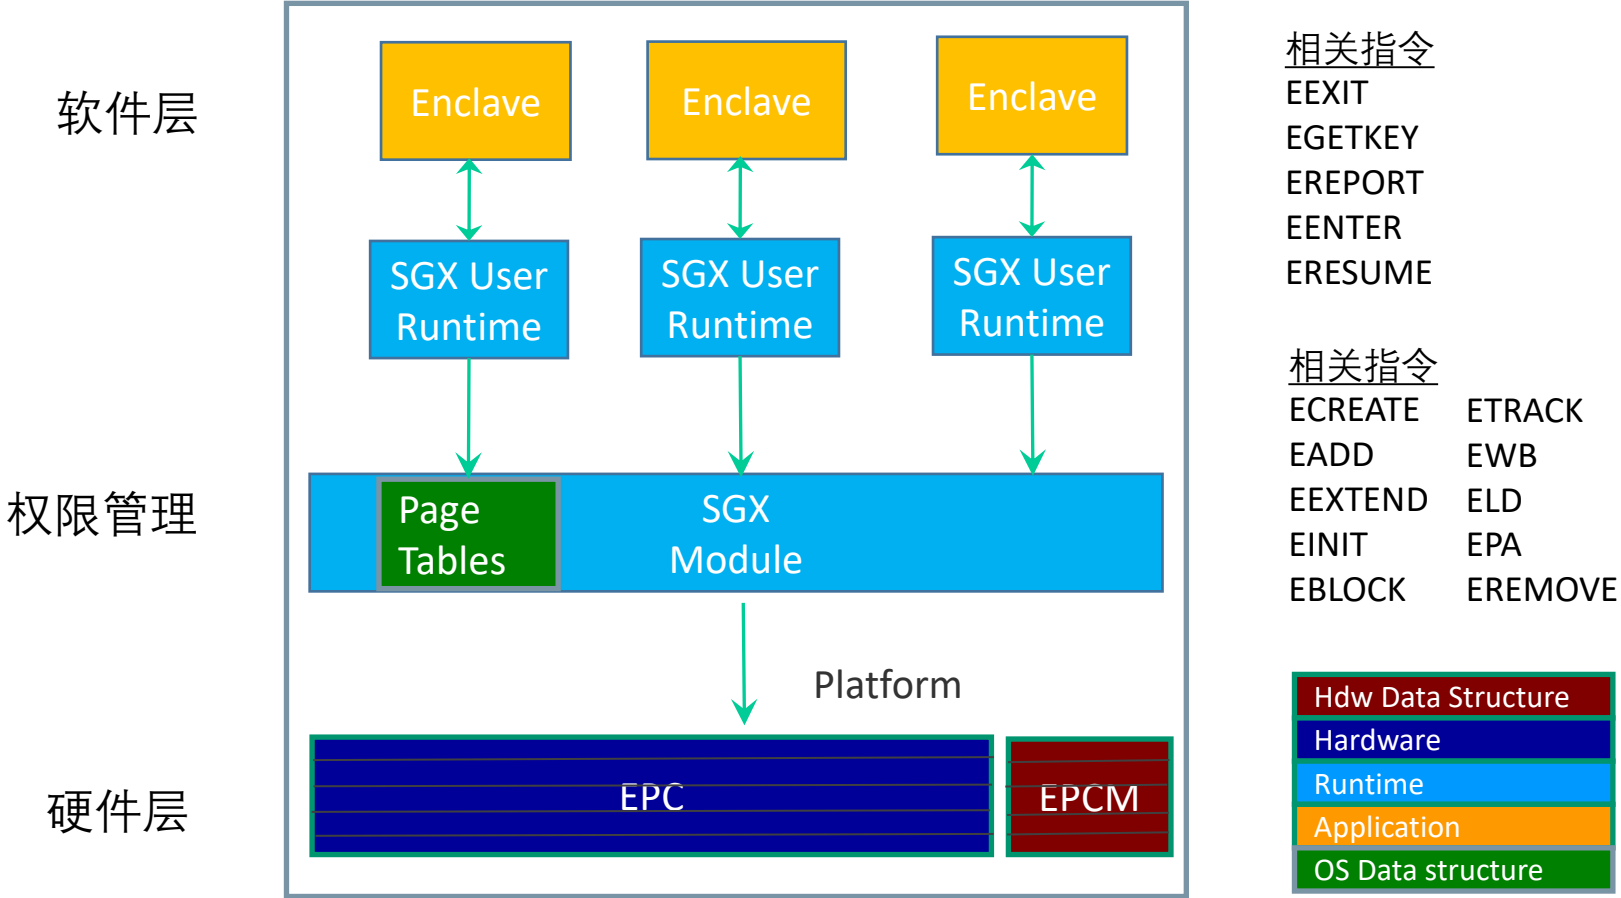 软件层
Enclave
Enclave
Enclave
SGX User
Runtime
SGX User
Runtime
SGX User
Runtime
权限管理
Page
Tables
SGX
Module
Platform
硬件层
EPC
EPCM
相关指令
EEXIT
EGETKEY
EREPORT
EENTER
ERESUME
相关指令
ECREATE ETRACK
EADD EWB
EEXTEND ELD
EINIT EPA
EBLOCK EREMOVE
Hdw Data Structure
Hardware
Runtime
Application
OS Data structure